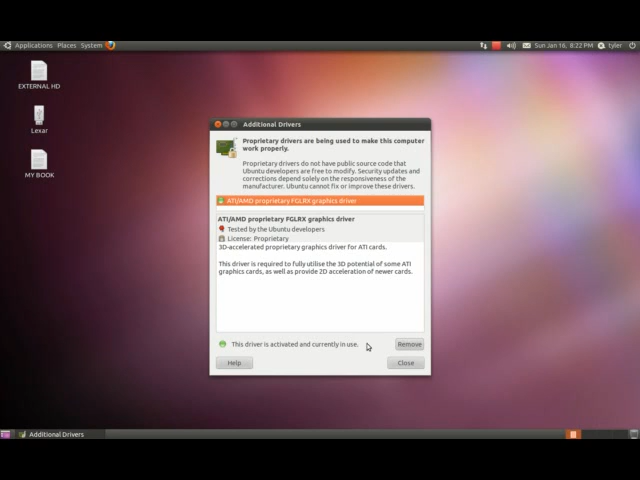 Applications Places System
Sun Jan 16, 8:22 PM tyler
EXTERNAL HD
Lexar
MY BOOK
Additional Drivers
Proprietary drivers are being used to make this computer
work properly.
Proprietary drivers do not have public source code that
Ubuntu developers are free to modify. Security updates and
corrections depend solely on the responsiveness of the
manufacturer. Ubuntu cannot fix or improve these drivers.
ATI/AMD proprietary FGLRX graphics driver
ATI/AMD proprietary FGLRX graphics driver
Tested by the Ubuntu developers
License: Proprietary
3D-accelerated proprietary graphics driver for ATI cards.
This driver is required to fully utilise the 3D potential of some ATI
graphics cards, as well as provide 2D acceleration of newer cards.
This driver is activated and currently in use.
Remove
Help
Close
Additional Drivers